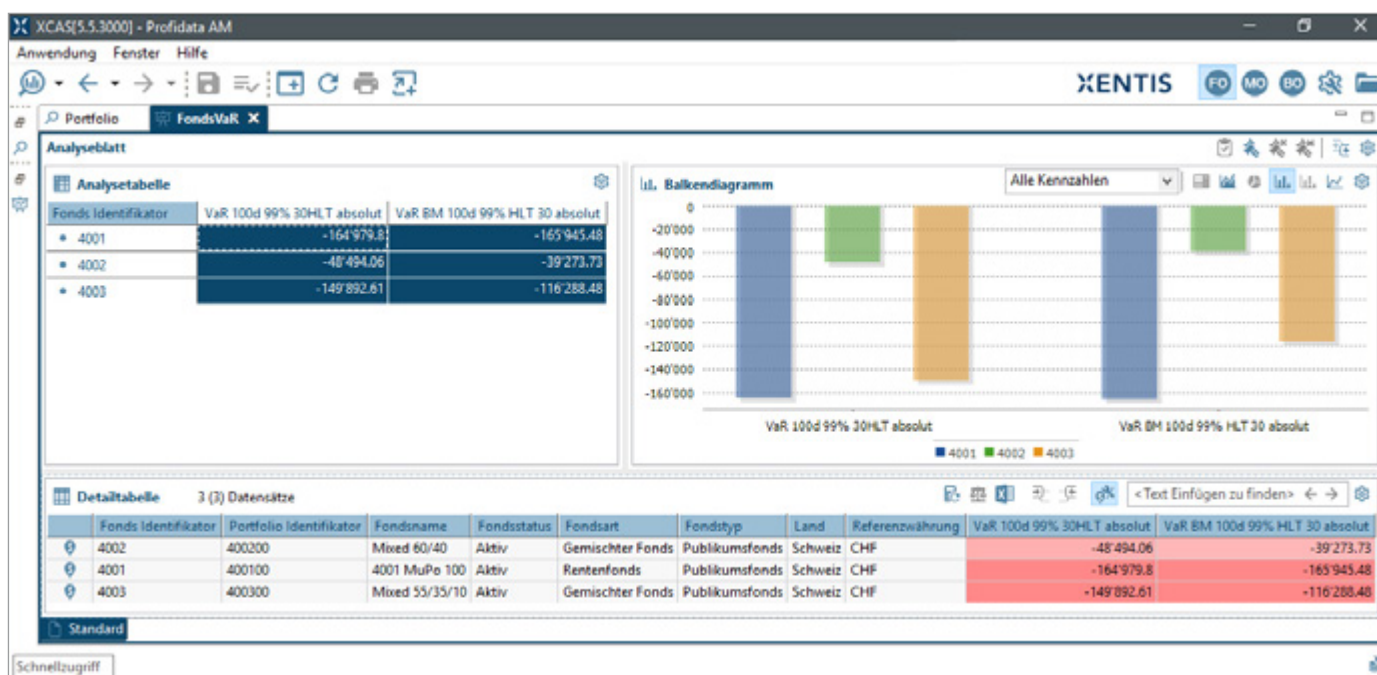 XCAS[5.5.3000] - Profidata AM
Anwendung Fenster Hilfe
XENTIS FO MO BO
Portfolio FondsVaR
Analyseblatt
Analysetabelle
Fonds Identifikator VaR 100d 99% 30HLT absolut VaR BM 100d 99% HLT 30 absolut
4001 -164'979.8 -165'945.48
4002 -48'494.06 -39'273.73
4003 -149'892.61 -116'288.48
Balkendiagramm Alle Kennzahlen
0
-20'000
-40'000
-60'000
-80'000
-100'000
-120'000
-140'000
-160'000
VaR 100d 99% 30HLT absolut VaR BM 100d 99% HLT 30 absolut
4001 4002 4003
Detailtabelle 3 (3) Datensätze <Text Einfügen zu finden>
Fonds Identifikator Portfolio Identifikator Fondsname Fondsstatus Fondsart Fondstyp Land Referenzwährung VaR 100d 99% 30HLT absolut VaR BM 100d 99% HLT 30 absolut
4002 400200 Mixed 60/40 Aktiv Gemischter Fonds Publikumsfonds Schweiz CHF -48'494.06 -39'273.73
4001 400100 4001 MuPo 100 Aktiv Rentenfonds Publikumsfonds Schweiz CHF -164'979.8 -165'945.48
4003 400300 Mixed 55/35/10 Aktiv Gemischter Fonds Publikumsfonds Schweiz CHF -149'892.61 -116'288.48
Standard
Schnellzugriff